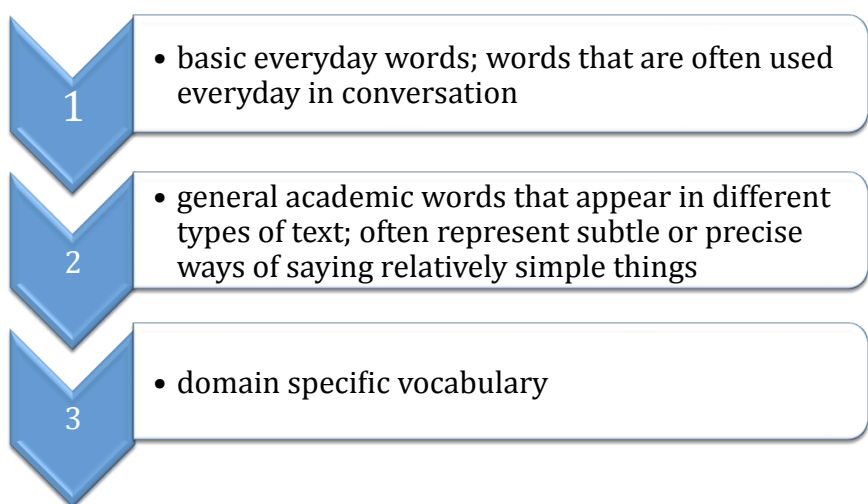 1
• basic everyday words; words that are often used
everyday in conversation
2
• general academic words that appear in different
types of text; often represent subtle or precise
ways of saying relatively simple things
3
• domain specific vocabulary